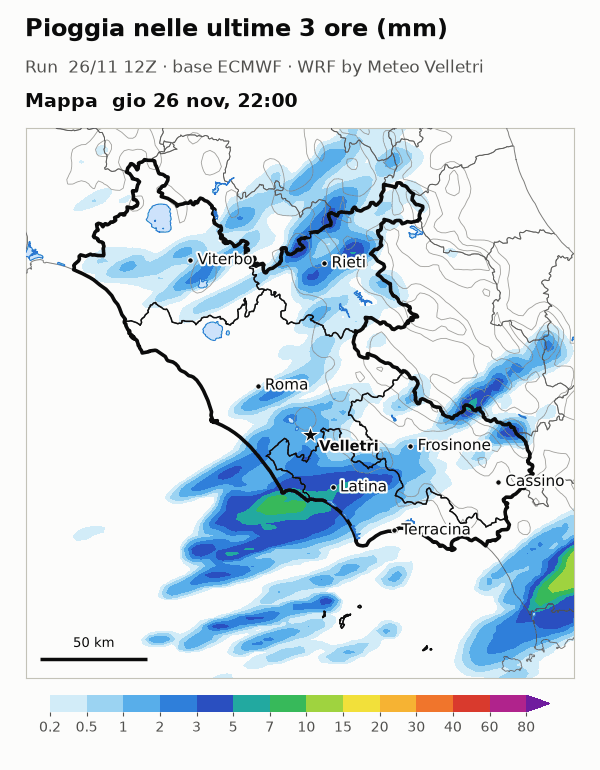 Pioggia nelle ultime 3 ore (mm)
Run  26/11 12Z · base ECMWF · WRF by Meteo Velletri
Mappa  gio 26 nov, 22:00
Viterbo
Rieti
Roma
Velletri
Frosinone
Cassino
Latina
Terracina
50 km
0.2 0.5 1 2 3 5 7 10 15 20 30 40 60 80